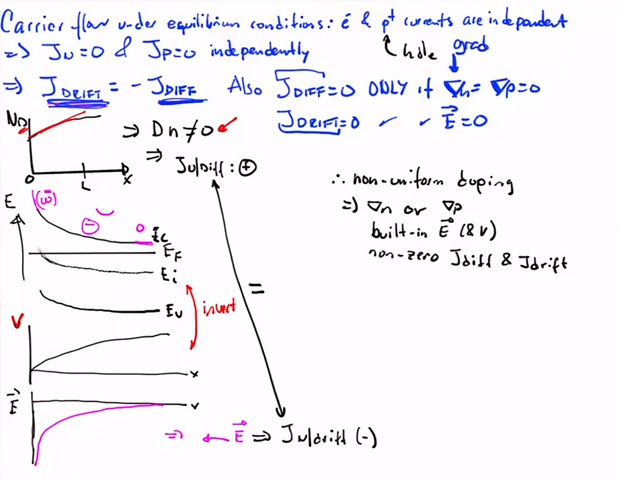 Carrier flow under equilibrium conditions: e⁻ & p⁺ currents are independent
⇒ JN=0 & JP=0 independently
hole grad
⇒ JDRIFT = - JDIFF Also JDIFF=0 ONLY if ∇n= ∇p=0
JDRIFT=0 ✓ ✓ E⃗=0
ND
⇒ Dn≠0
⇒ JN|Diff: ⊕
0 L x
∴ non-uniform doping
⇒ ∇n or ∇p
built-in E⃗ (& V)
non-zero Jdiff & Jdrift
E
(w)
⊖
0
Ec
EF
Ei
=
invert
Ev
V
x
E⃗
⇒ ← E⃗ ⇒ JN|drift (-)